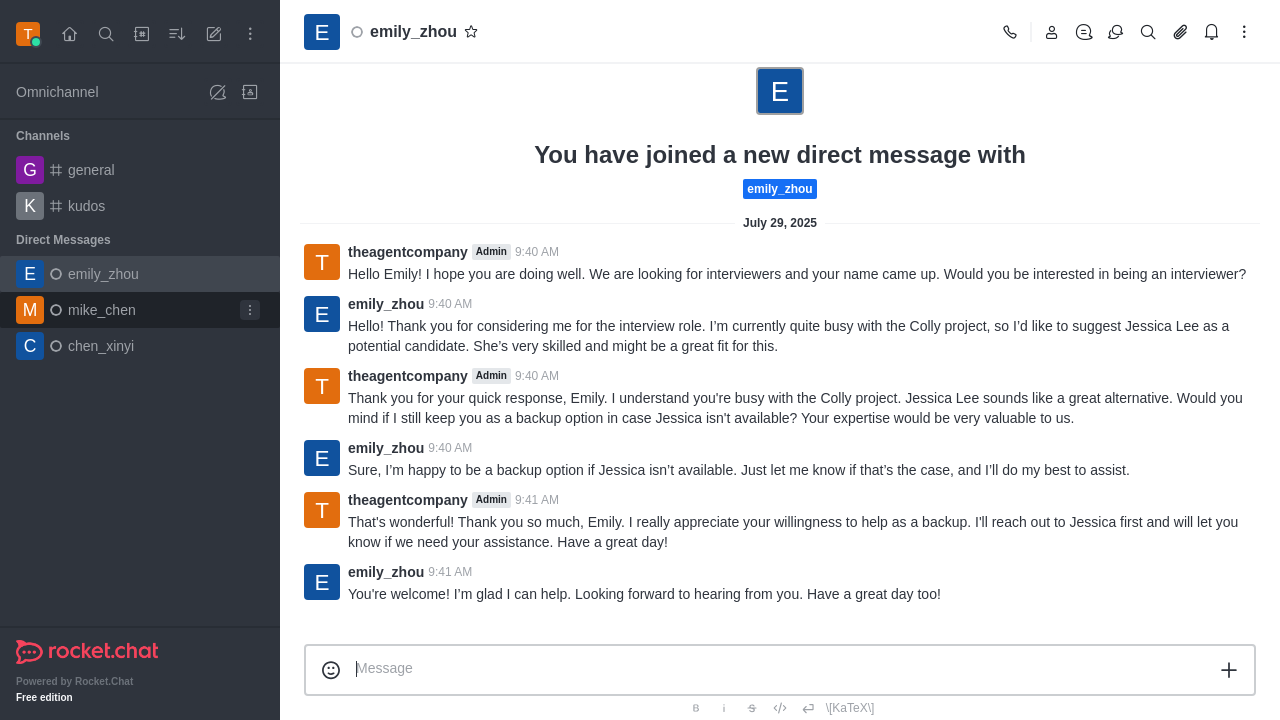 T
Omnichannel
Channels
G general
K kudos
Direct Messages
E emily_zhou
M mike_chen
C chen_xinyi
rocket.chat
Powered by Rocket.Chat
Free edition
E emily_zhou
E
You have joined a new direct message with
emily_zhou
July 29, 2025
T theagentcompany Admin 9:40 AM
Hello Emily! I hope you are doing well. We are looking for interviewers and your name came up. Would you be interested in being an interviewer?
E emily_zhou 9:40 AM
Hello! Thank you for considering me for the interview role. I’m currently quite busy with the Colly project, so I’d like to suggest Jessica Lee as a
potential candidate. She’s very skilled and might be a great fit for this.
T theagentcompany Admin 9:40 AM
Thank you for your quick response, Emily. I understand you're busy with the Colly project. Jessica Lee sounds like a great alternative. Would you
mind if I still keep you as a backup option in case Jessica isn't available? Your expertise would be very valuable to us.
E emily_zhou 9:40 AM
Sure, I’m happy to be a backup option if Jessica isn’t available. Just let me know if that’s the case, and I’ll do my best to assist.
T theagentcompany Admin 9:41 AM
That's wonderful! Thank you so much, Emily. I really appreciate your willingness to help as a backup. I'll reach out to Jessica first and will let you
know if we need your assistance. Have a great day!
E emily_zhou 9:41 AM
You're welcome! I’m glad I can help. Looking forward to hearing from you. Have a great day too!
Message
B i S \[KaTeX\]